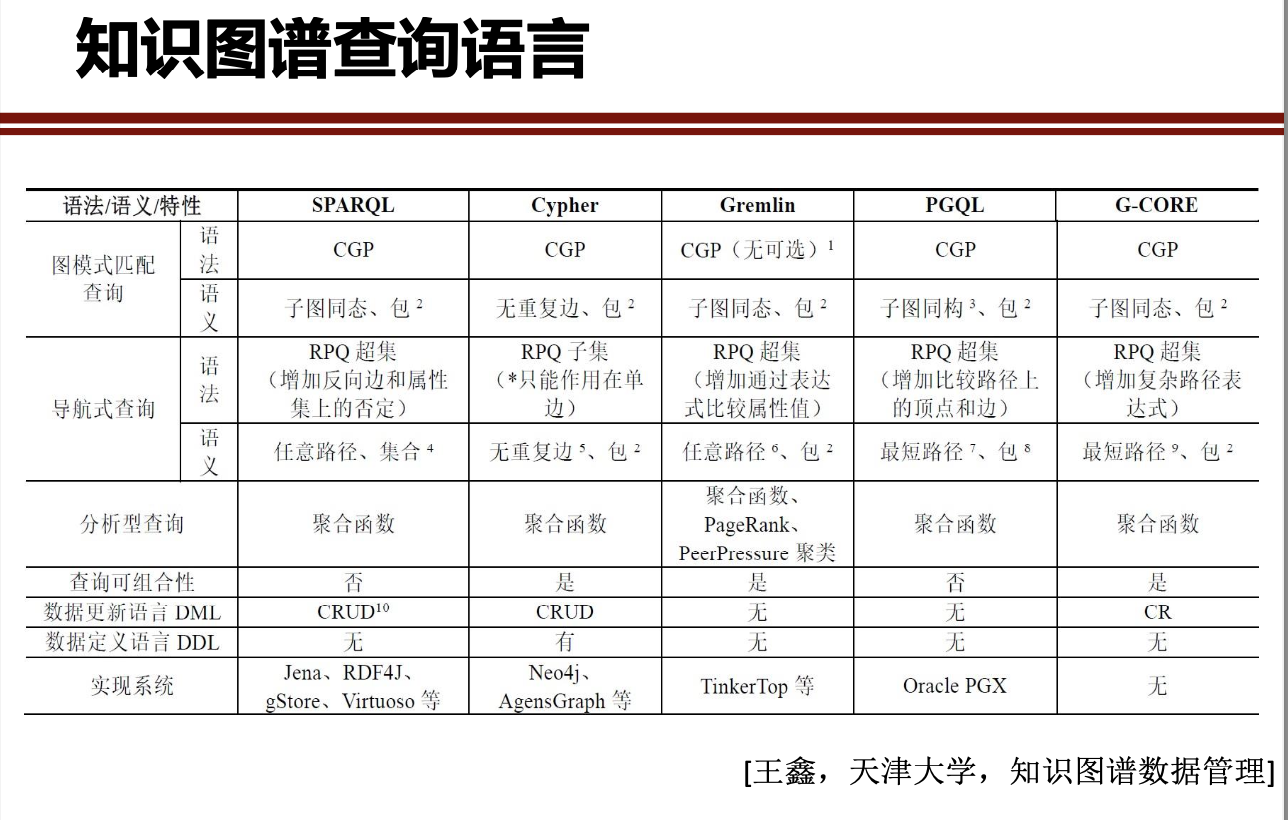 知识图谱查询语言
语法/语义/特性 SPARQL Cypher Gremlin PGQL G-CORE
图模式匹配查询 语法 CGP CGP CGP（无可选）¹ CGP CGP
语义 子图同态、包² 无重复边、包² 子图同态、包² 子图同构³、包² 子图同态、包²
导航式查询 语法 RPQ 超集（增加反向边和属性集上的否定） RPQ 子集（*只能作用在单边） RPQ 超集（增加通过表达式比较属性值） RPQ 超集（增加比较路径上的顶点和边） RPQ 超集（增加复杂路径表达式）
语义 任意路径、集合⁴ 无重复边⁵、包² 任意路径⁶、包² 最短路径⁷、包⁸ 最短路径⁹、包²
分析型查询 聚合函数 聚合函数 聚合函数、PageRank、PeerPressure 聚类 聚合函数 聚合函数
查询可组合性 否 是 是 否 是
数据更新语言 DML CRUD¹⁰ CRUD 无 无 CR
数据定义语言 DDL 无 有 无 无 无
实现系统 Jena、RDF4J、gStore、Virtuoso 等 Neo4j、AgensGraph 等 TinkerTop 等 Oracle PGX 无
[王鑫，天津大学，知识图谱数据管理]